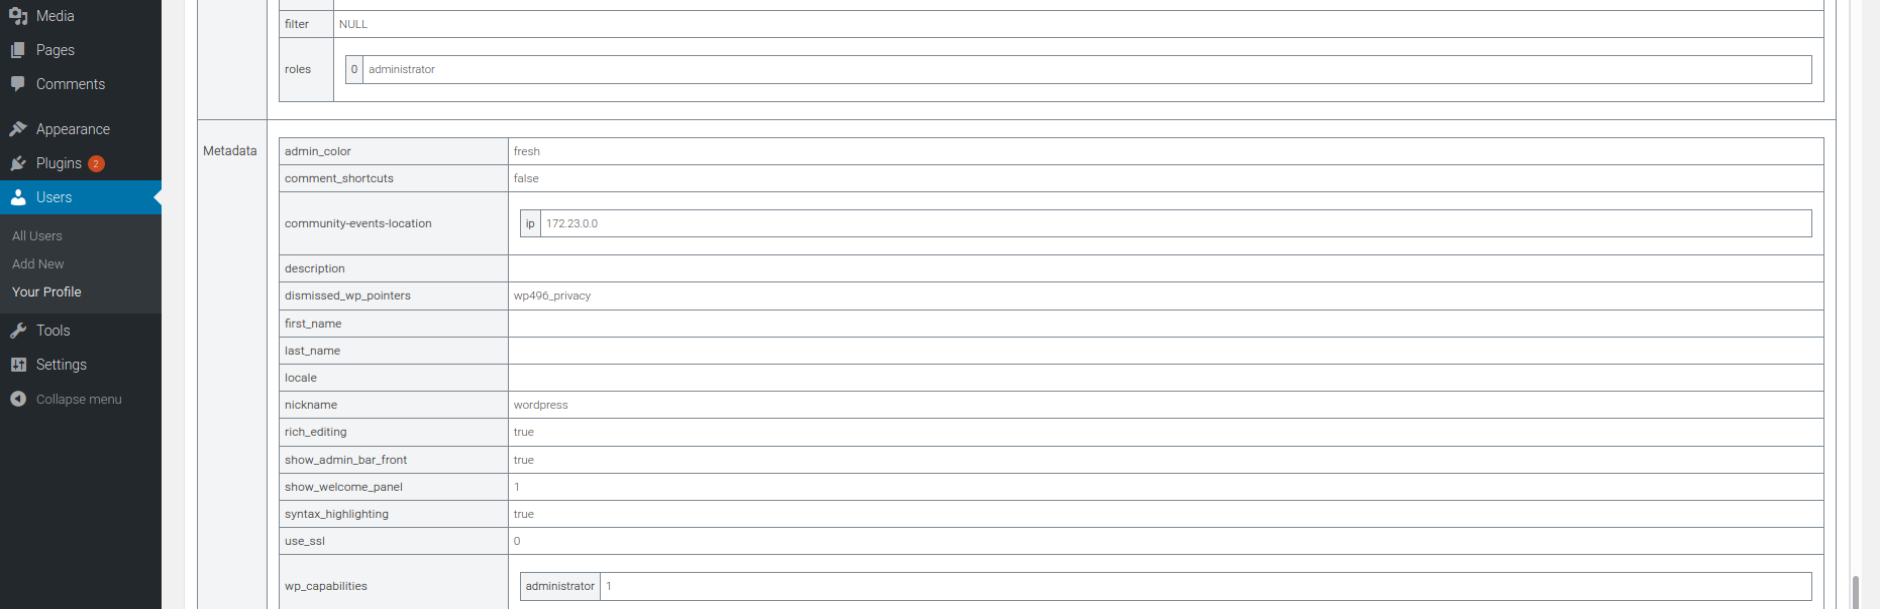 Media
Pages
Comments
Appearance
Plugins 2
Users
All Users
Add New
Your Profile
Tools
Settings
Collapse menu
filter NULL
roles 0 administrator
Metadata
admin_color fresh
comment_shortcuts false
community-events-location ip 172.23.0.0
description
dismissed_wp_pointers wp496_privacy
first_name
last_name
locale
nickname wordpress
rich_editing true
show_admin_bar_front true
show_welcome_panel 1
syntax_highlighting true
use_ssl 0
wp_capabilities administrator 1